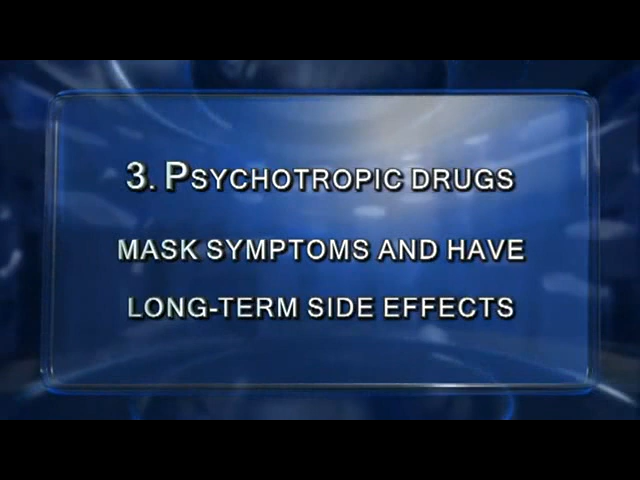 3. PSYCHOTROPIC DRUGS
MASK SYMPTOMS AND HAVE
LONG-TERM SIDE EFFECTS